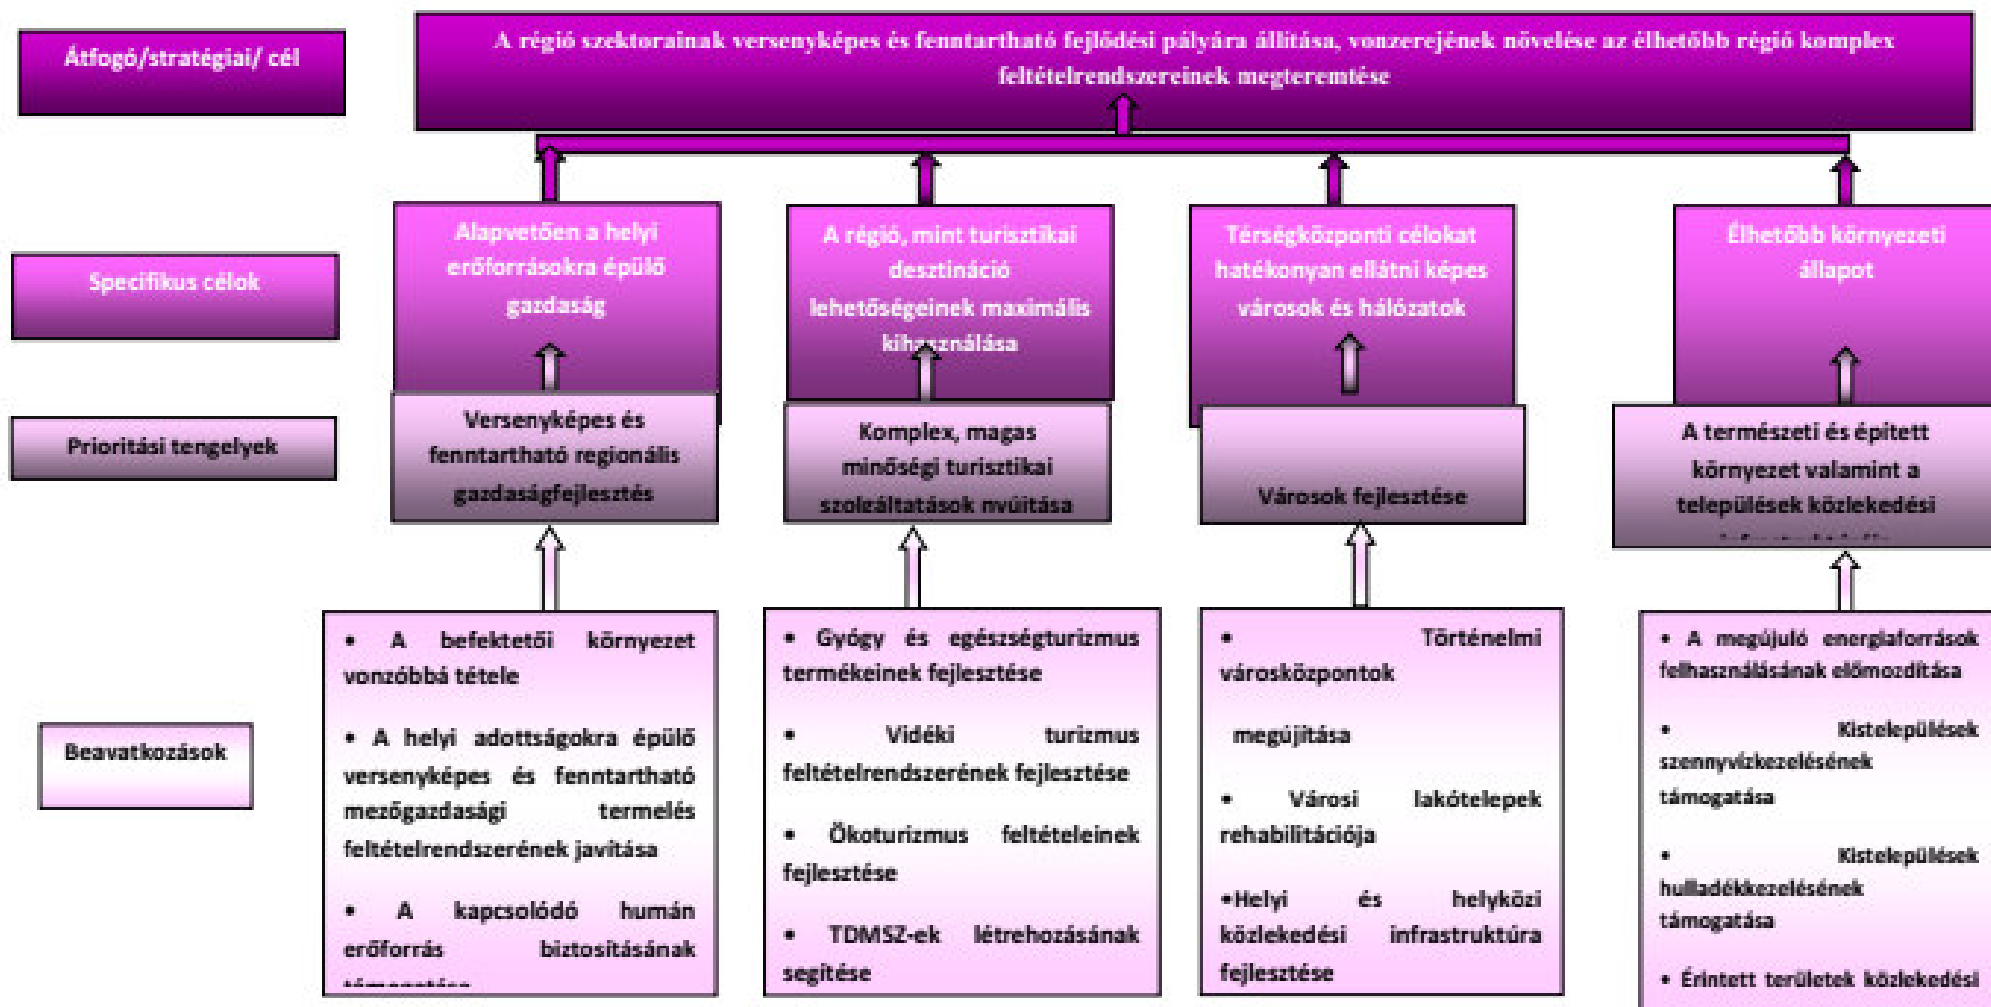 Átfogó/stratégiai/ cél
A régió szektorainak versenyképes és fenntartható fejlődési pályára állítása, vonzerejének növelése az élhetőbb régió komplex
feltételrendszereinek megteremtése
Specifikus célok
Alapvetően a helyi
erőforrásokra épülő
gazdaság
A régió, mint turisztikai
desztináció
lehetőségeinek maximális
kihasználása
Térségközponti célokat
hatékonyan ellátni képes
városok és hálózatok
Élhetőbb környezeti
állapot
Prioritási tengelyek
Versenyképes és
fenntartható regionális
gazdaságfejlesztés
Komplex, magas
minőségi turisztikai
szolgáltatások nyújtása
Városok fejlesztése
A természeti és épített
környezet valamint a
települések közlekedési
Beavatkozások
• A befektetői környezet
vonzóbbá tétele
• A helyi adottságokra épülő
versenyképes és fenntartható
mezőgazdasági termelés
feltételrendszerének javítása
• A kapcsolódó humán
erőforrás biztosításának
• Gyógy és egészségturizmus
termékeinek fejlesztése
• Vidéki turizmus
feltételrendszerének fejlesztése
• Ökoturizmus feltételeinek
fejlesztése
• TDMSZ-ek létrehozásának
segítése
• Történelmi
városközpontok
megújítása
• Városi lakótelepek
rehabilitációja
•Helyi és helyközi
közlekedési infrastruktúra
fejlesztése
• A megújuló energiaforrások
felhasználásának előmozdítása
• Kistelepülések
szennyvízkezelésének
támogatása
• Kistelepülések
hulladékkezelésének
támogatása
• Érintett területek közlekedési